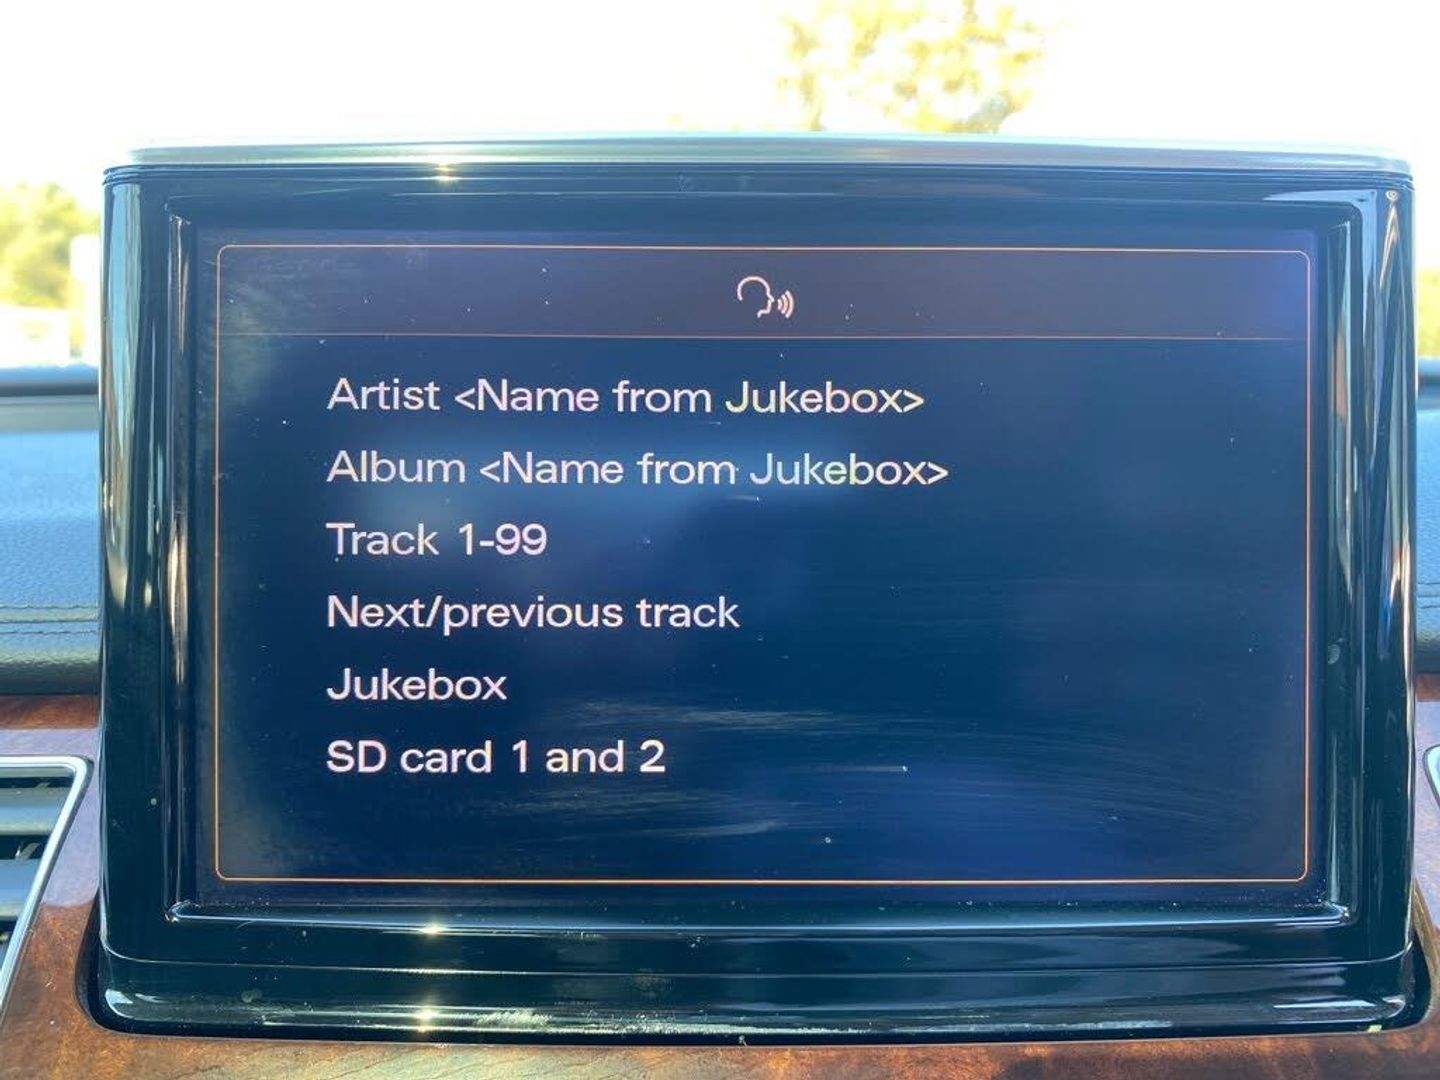 Artist <Name from Jukebox>
Album <Name from Jukebox>
Track 1-99
Next/previous track
Jukebox
SD card 1 and 2